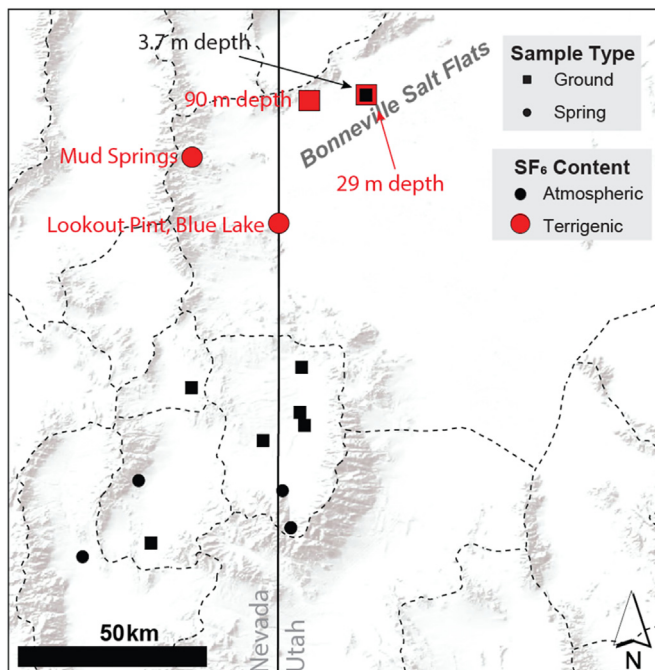 3.7 m depth
90 m depth
Bonneville Salt Flats
29 m depth
Mud Springs
Lookout Pint, Blue Lake
Sample Type
Ground
Spring
SF₆ Content
Atmospheric
Terrigenic
50km
Nevada
Utah
N